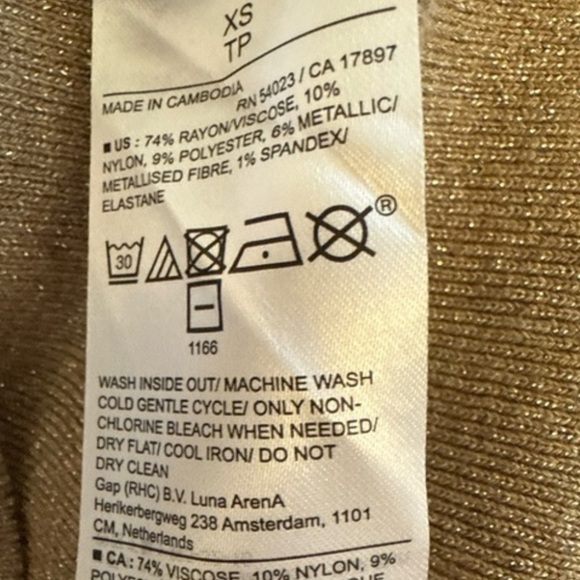 XS
TP
MADE IN CAMBODIA RN 54023 / CA 17897
■ US : 74% RAYON/VISCOSE, 10%
NYLON, 9% POLYESTER, 6% METALLIC/
METALLISED FIBRE, 1% SPANDEX/
ELASTANE
30
®
1166
WASH INSIDE OUT/ MACHINE WASH
COLD GENTLE CYCLE/ ONLY NON-
CHLORINE BLEACH WHEN NEEDED/
DRY FLAT/ COOL IRON/ DO NOT
DRY CLEAN
Gap (RHC) B.V. Luna ArenA
Herikerbergweg 238 Amsterdam, 1101
CM, Netherlands
■ CA : 74% VISCOSE, 10% NYLON, 9%